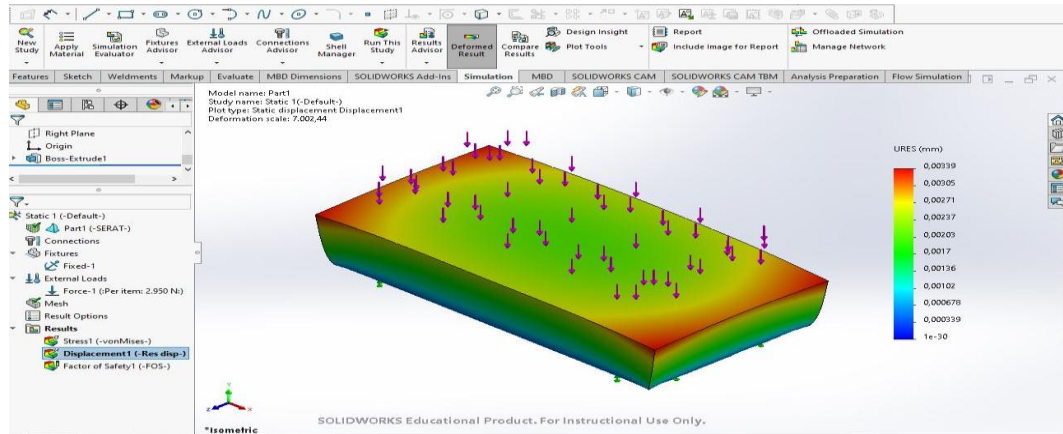 New Study
Apply Material
Simulation Evaluator
Fixtures Advisor
External Loads Advisor
Connections Advisor
Shell Manager
Run This Study
Results Advisor
Deformed Result
Compare Results
Design Insight
Plot Tools
Report
Include Image for Report
Offloaded Simulation
Manage Network
Features
Sketch
Weldments
Markup
Evaluate
MBD Dimensions
SOLIDWORKS Add-Ins
Simulation
MBD
SOLIDWORKS CAM
SOLIDWORKS CAM TBM
Analysis Preparation
Flow Simulation
Right Plane
Origin
Boss-Extrude1
Static 1 (-Default-)
Part1 (-SERAT-)
Connections
Fixtures
Fixed-1
External Loads
Force-1 (:Per item: 2.950 N:)
Mesh
Result Options
Results
Stress1 (-vonMises-)
Displacement1 (-Res disp-)
Factor of Safety1 (-FOS-)
Model name: Part1
Study name: Static 1(-Default-)
Plot type: Static displacement Displacement1
Deformation scale: 7.002,44
URES (mm)
0,00339
0,00305
0,00271
0,00237
0,00203
0,0017
0,00136
0,00102
0,000678
0,000339
1e-30
SOLIDWORKS Educational Product. For Instructional Use Only.
*Isometric